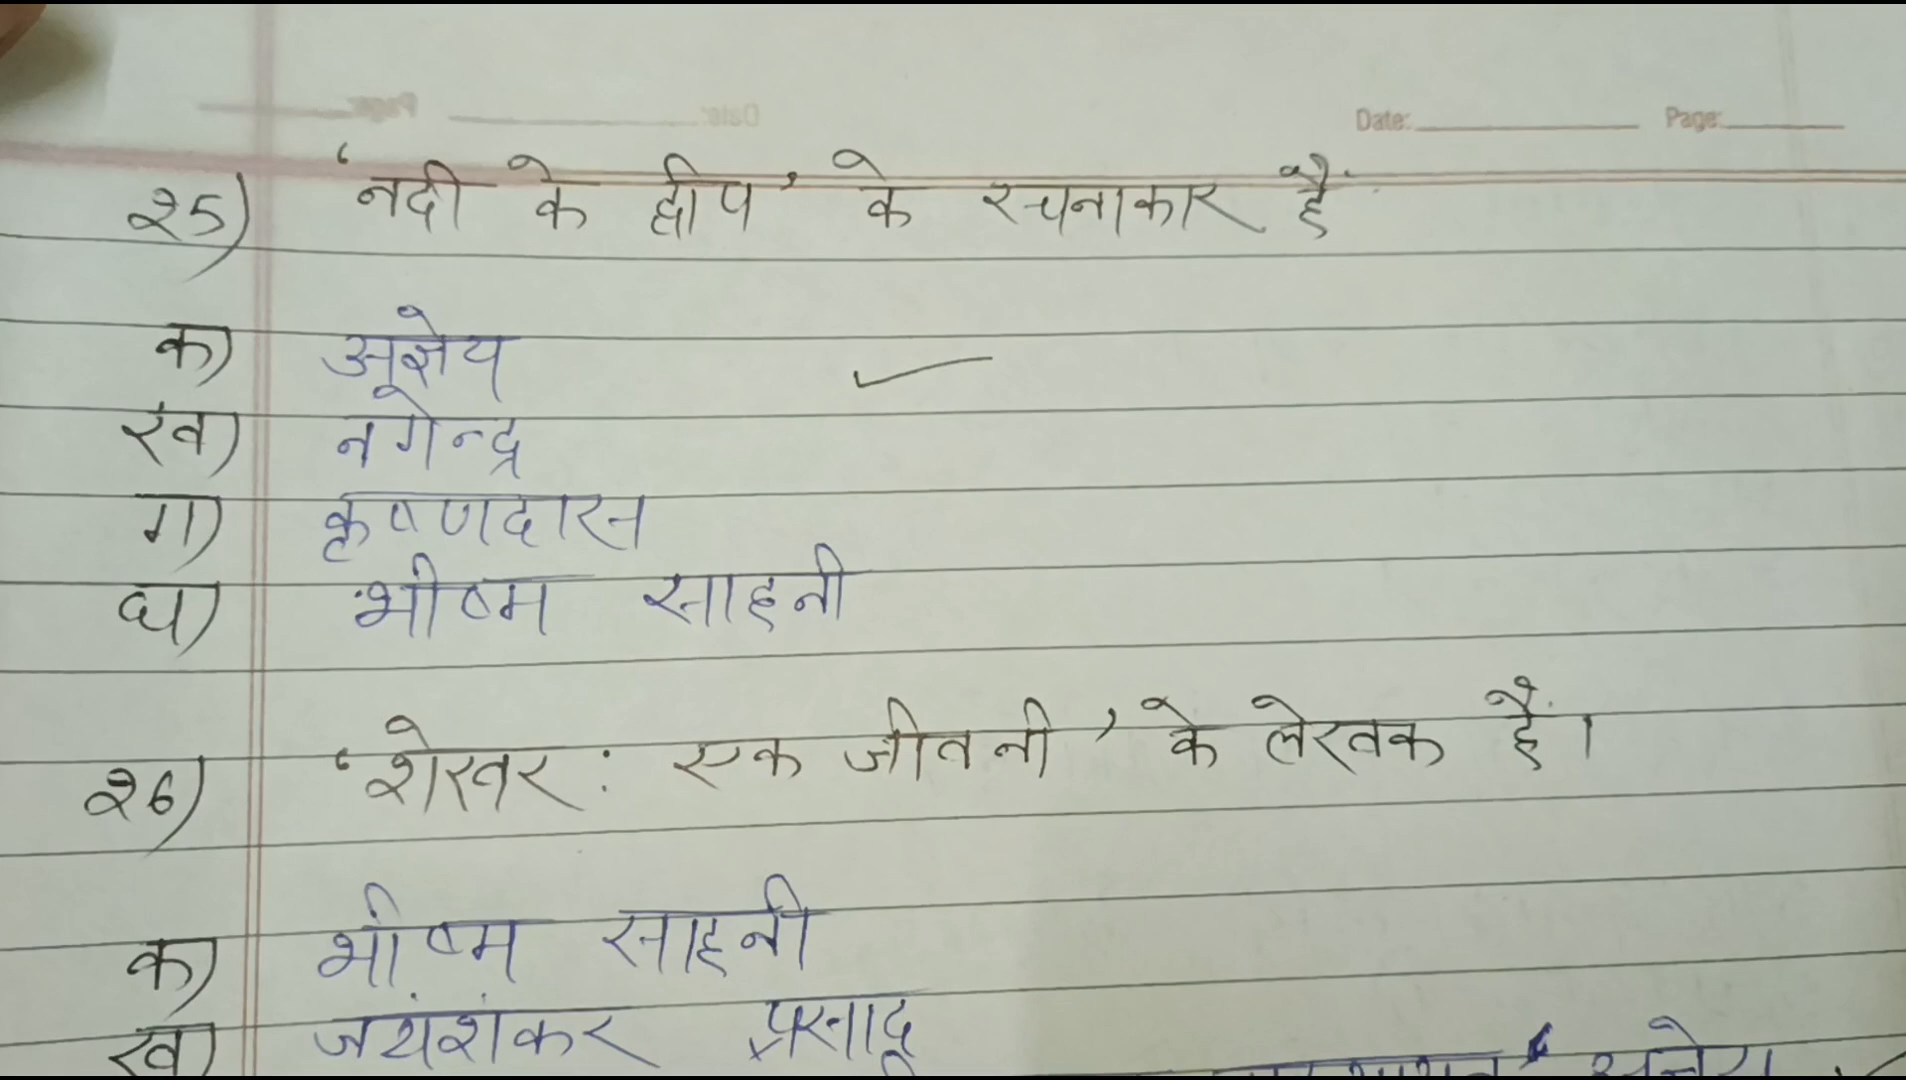 Date: Page:
25) 'नदी के द्वीप' के रचनाकार हैं
क) अज्ञेय
ख) नगेन्द्र
ग) कृष्णदास
घ) भीष्म साहनी
26) 'शेखर : एक जीवनी' के लेखक हैं।
क) भीष्म साहनी
ख) जयशंकर प्रसाद